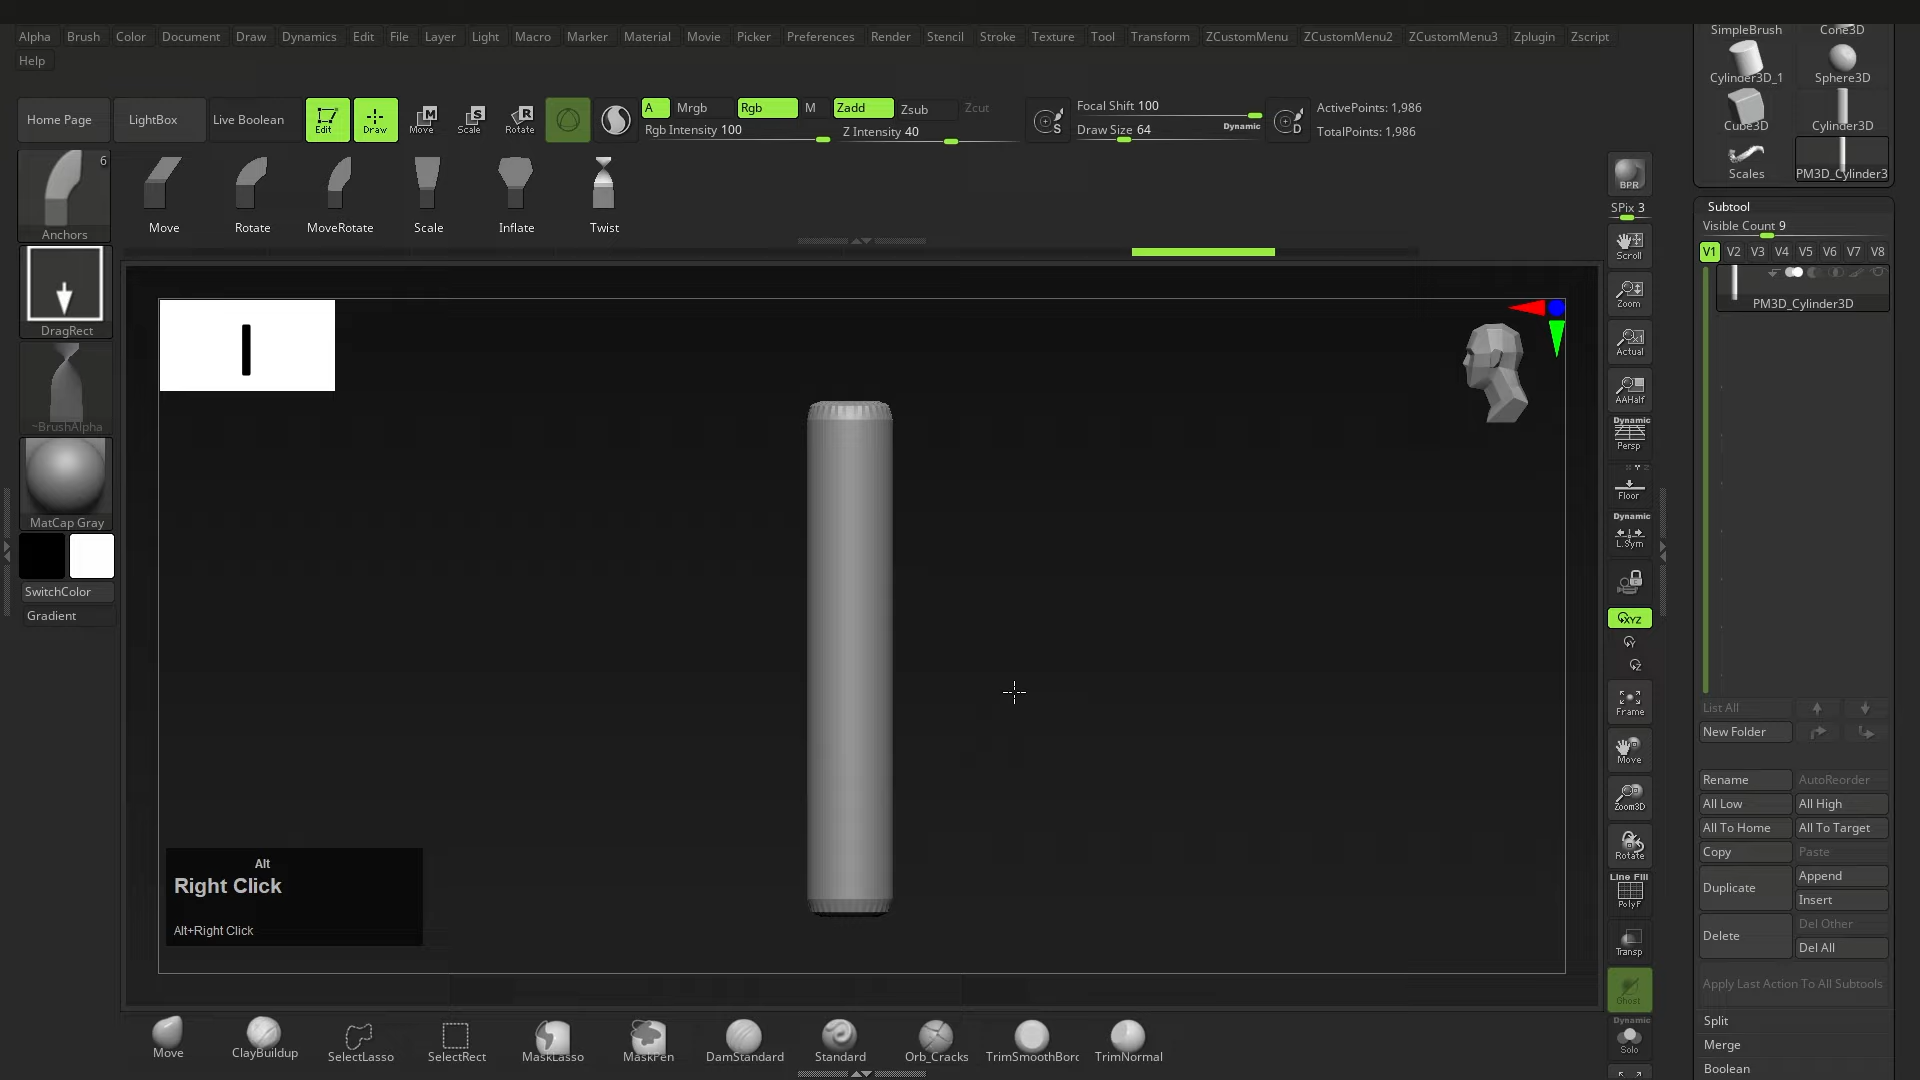 Alpha Brush Color Document Draw Dynamics Edit File Layer Light Macro Marker Material Movie Picker Preferences Render Stencil Stroke Texture Tool Transform ZCustomMenu ZCustomMenu2 ZCustomMenu3 Zplugin Zscript
Help
SimpleBrush Cone3D
Cylinder3D_1 Sphere3D
Cube3D Cylinder3D
Scales PM3D_Cylinder3
Home Page LightBox Live Boolean Edit Draw Move Scale Rotate
A Mrgb Rgb M Zadd Zsub Zcut
Rgb Intensity 100 Z Intensity 40
S Focal Shift 100
Draw Size 64 Dynamic D
ActivePoints: 1,986
TotalPoints: 1,986
6
Anchors
Move Rotate MoveRotate Scale Inflate Twist
DragRect
~BrushAlpha
MatCap Gray
SwitchColor
Gradient
Alt
Right Click
Alt+Right Click
BPR
SPix 3
Scroll
Zoom
Actual
AAHalf
Dynamic
Persp
Floor
Dynamic
L.Sym
XYZ
Y
Z
Frame
Move
Zoom3D
Rotate
Line Fill
PolyF
Transp
Ghost
Dynamic
Solo
Subtool
Visible Count 9
V1 V2 V3 V4 V5 V6 V7 V8
PM3D_Cylinder3D
List All
New Folder
Rename AutoReorder
All Low All High
All To Home All To Target
Copy Paste
Duplicate Append
Insert
Delete Del Other
Del All
Apply Last Action To All Subtools
Split
Merge
Boolean
Move ClayBuildup SelectLasso SelectRect MaskLasso MaskPen DamStandard Standard Orb_Cracks TrimSmoothBorc TrimNormal